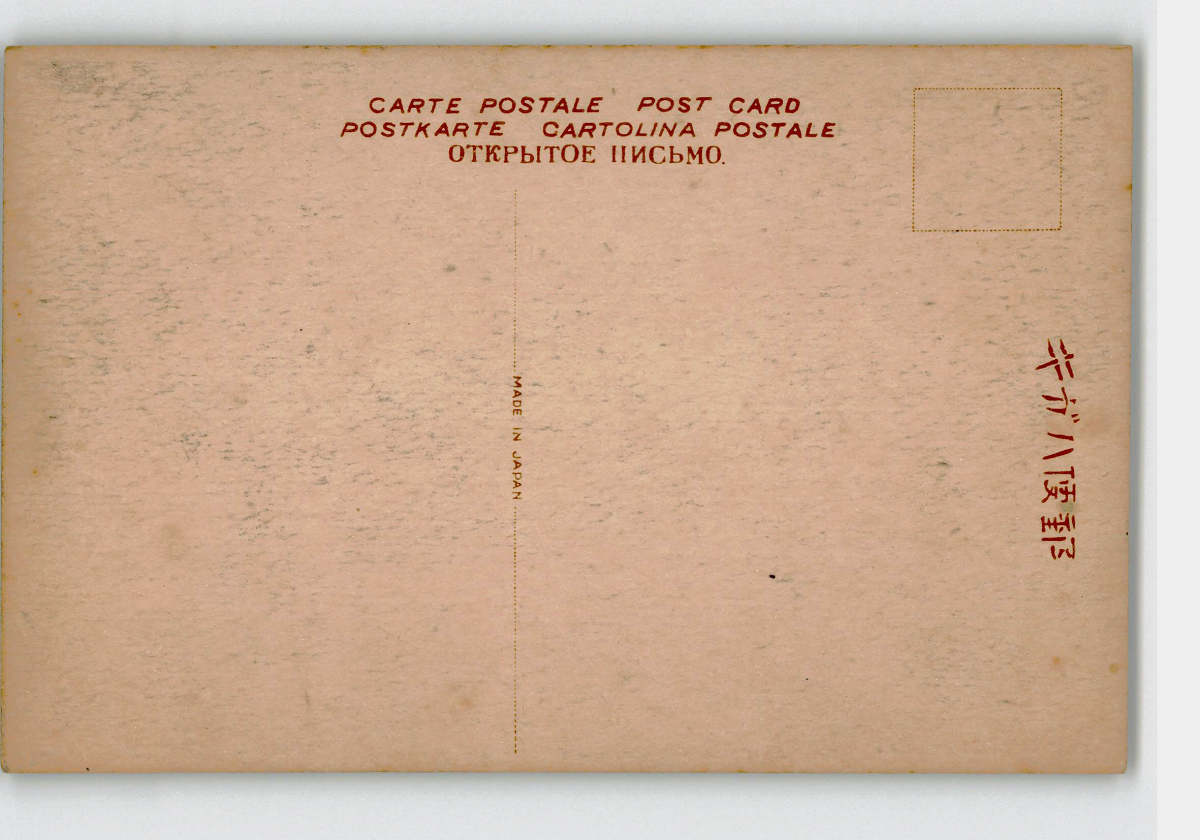 CARTE POSTALE POST CARD
POSTKARTE CARTOLINA POSTALE
ОТКРЫТОЕ ПИСЬМО.
MADE IN JAPAN
キガハ便郵